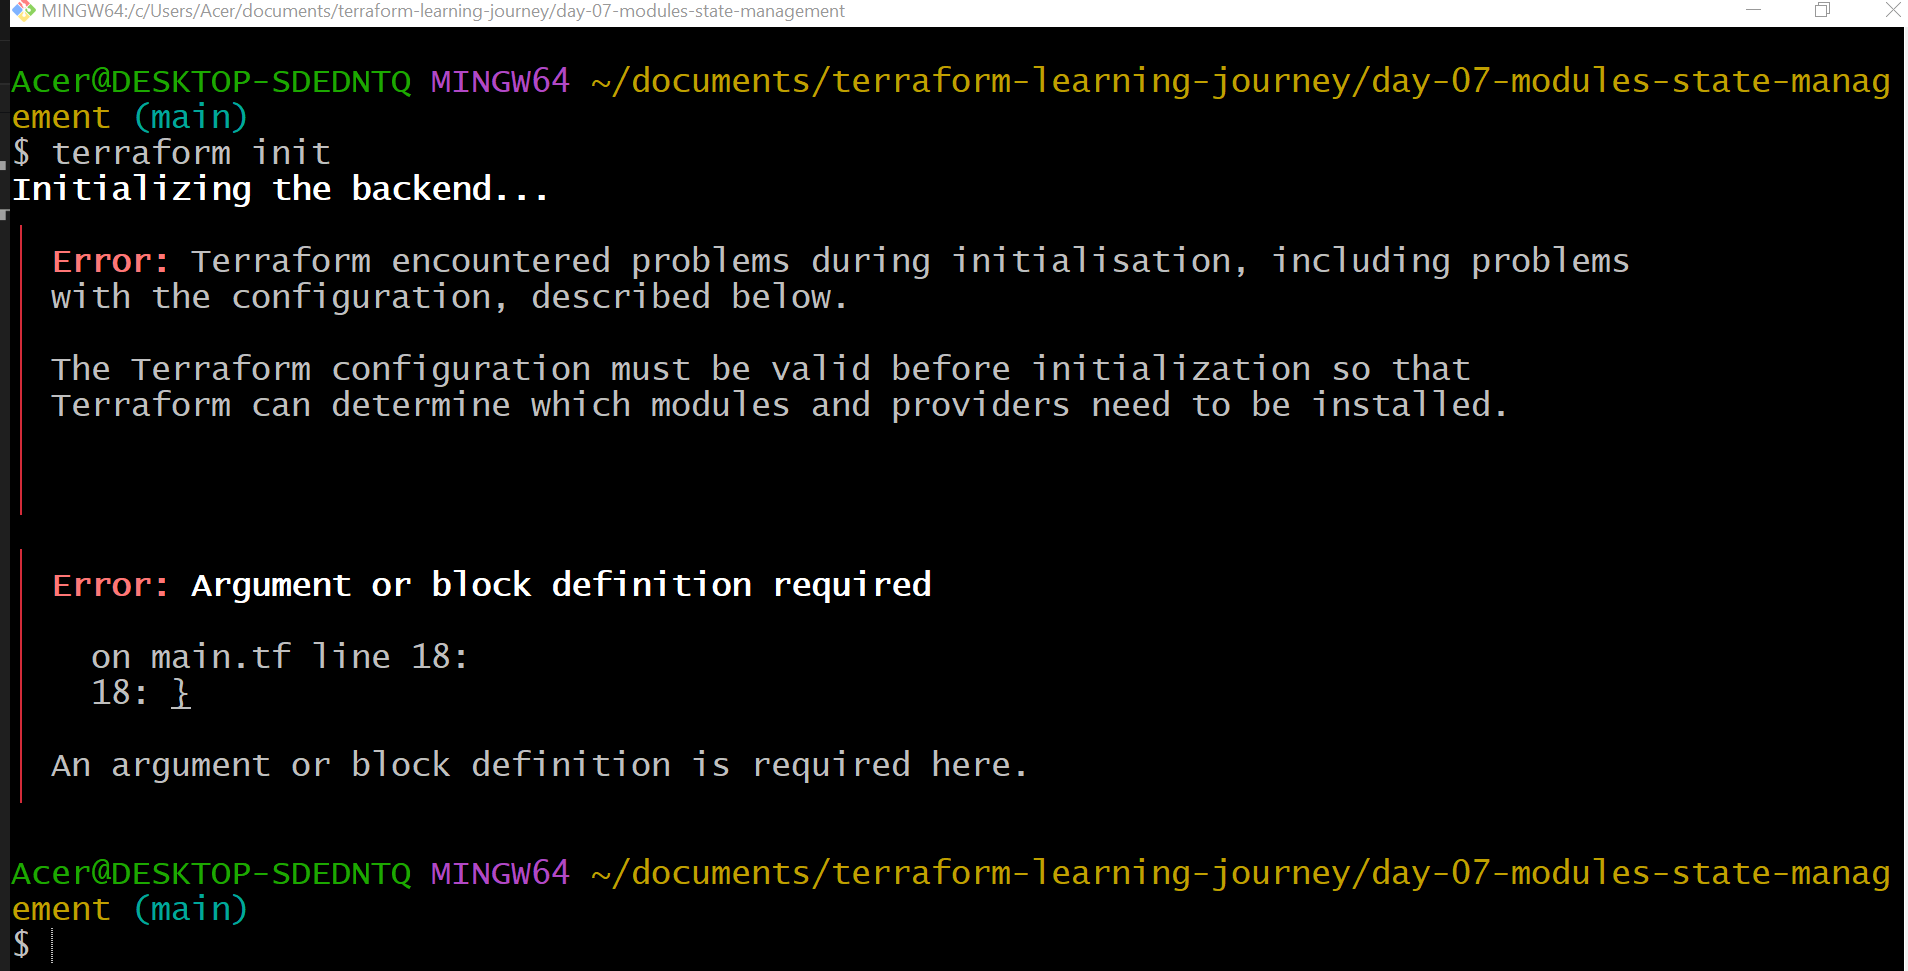 MINGW64:/c/Users/Acer/documents/terraform-learning-journey/day-07-modules-state-management
Acer@DESKTOP-SDEDNTQ MINGW64 ~/documents/terraform-learning-journey/day-07-modules-state-manag
ement (main)
$ terraform init
Initializing the backend...
Error: Terraform encountered problems during initialisation, including problems
with the configuration, described below.
The Terraform configuration must be valid before initialization so that
Terraform can determine which modules and providers need to be installed.
Error: Argument or block definition required
on main.tf line 18:
18: }
An argument or block definition is required here.
Acer@DESKTOP-SDEDNTQ MINGW64 ~/documents/terraform-learning-journey/day-07-modules-state-manag
ement (main)
$